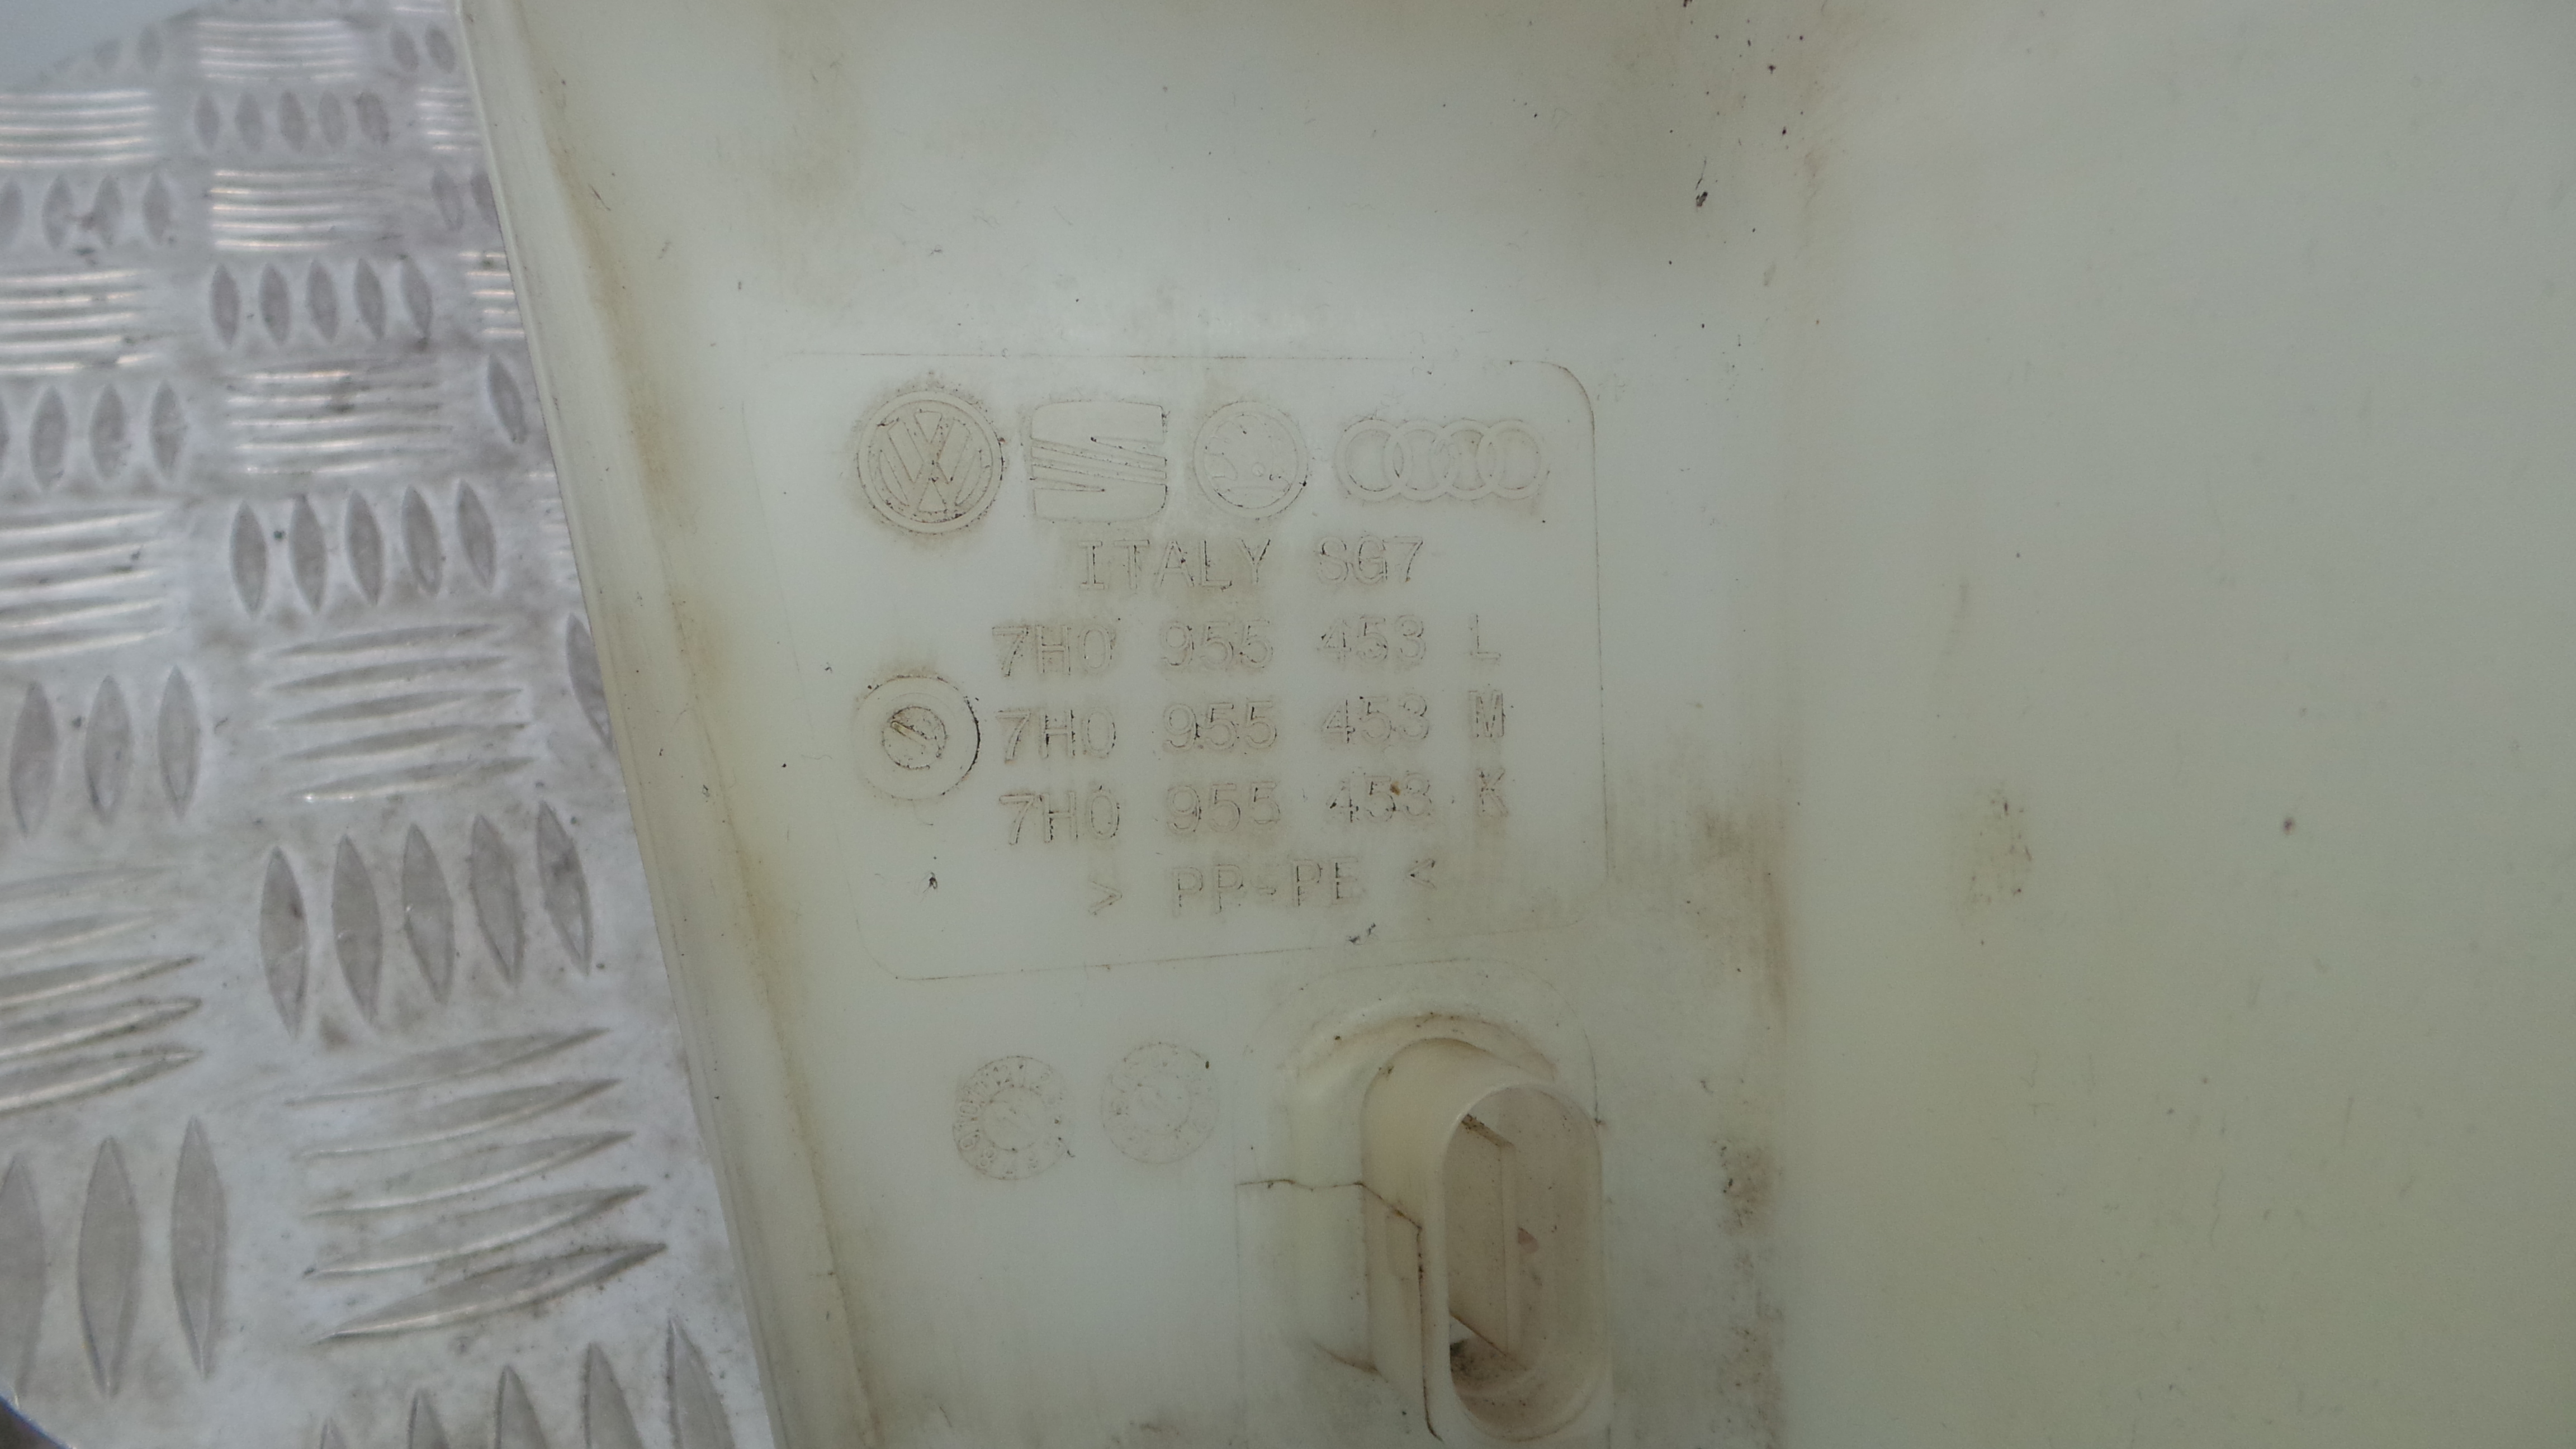 ITALY SG7
7H0 955 453 L
7H0 955 453 M
7H0 955 453 K
> PP-PE <